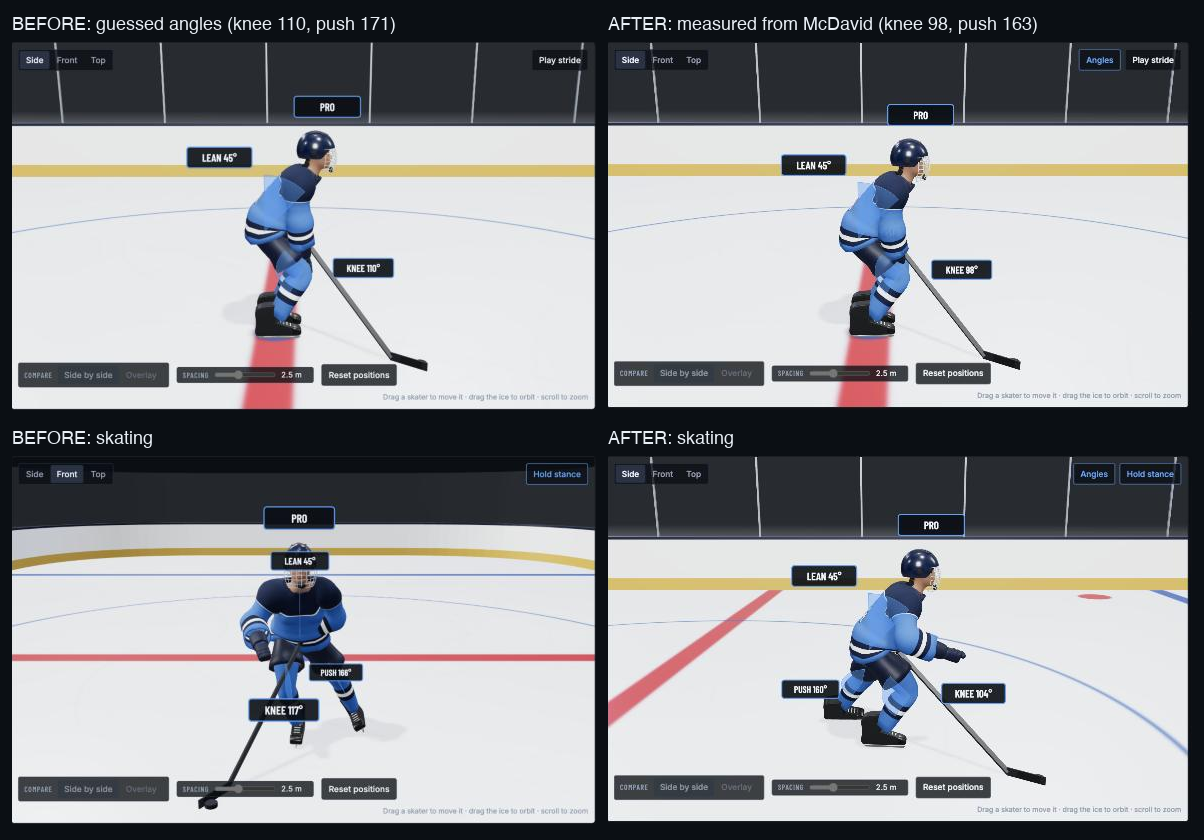 BEFORE: guessed angles (knee 110, push 171)
Side Front Top
Play stride
PRO
LEAN 45°
KNEE 110°
COMPARE Side by side Overlay
SPACING 2.5 m
Reset positions
Drag a skater to move it · drag the ice to orbit · scroll to zoom
AFTER: measured from McDavid (knee 98, push 163)
Side Front Top
Angles
Play stride
PRO
LEAN 45°
KNEE 98°
COMPARE Side by side Overlay
SPACING 2.5 m
Reset positions
Drag a skater to move it · drag the ice to orbit · scroll to zoom
BEFORE: skating
Side Front Top
Hold stance
PRO
LEAN 45°
PUSH 166°
KNEE 117°
COMPARE Side by side Overlay
SPACING 2.5 m
Reset positions
Drag a skater to move it · drag the ice to orbit · scroll to zoom
AFTER: skating
Side Front Top
Angles
Hold stance
PRO
LEAN 45°
PUSH 160°
KNEE 104°
COMPARE Side by side Overlay
SPACING 2.5 m
Reset positions
Drag a skater to move it · drag the ice to orbit · scroll to zoom